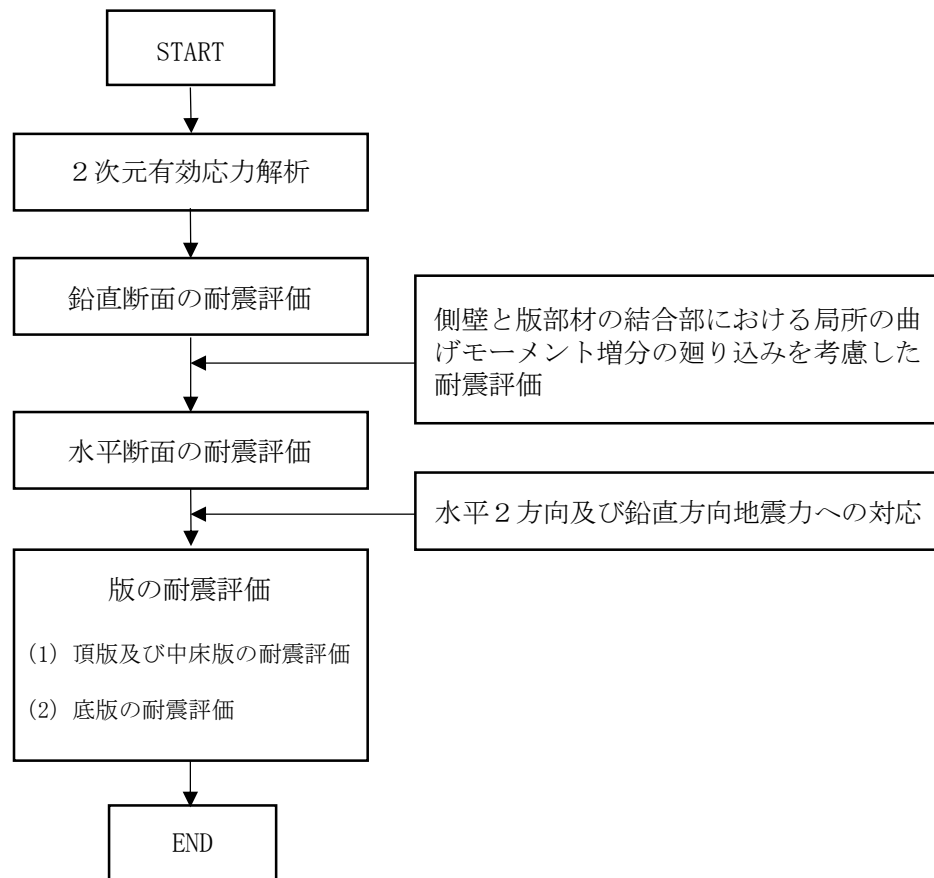 START
２次元有効応力解析
鉛直断面の耐震評価
側壁と版部材の結合部における局所の曲
げモーメント増分の廻り込みを考慮した
耐震評価
水平断面の耐震評価
水平２方向及び鉛直方向地震力への対応
版の耐震評価
(1) 頂版及び中床版の耐震評価
(2) 底版の耐震評価
END